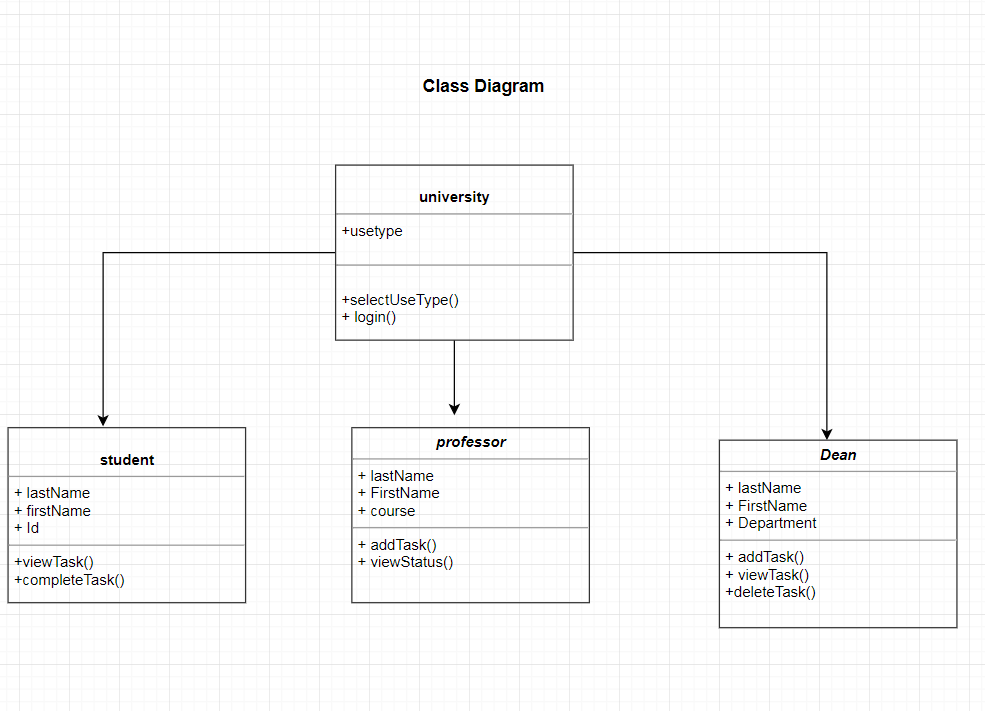 Class Diagram
university
+usetype
+selectUseType()
+ login()
student
+ lastName
+ firstName
+ Id
+viewTask()
+completeTask()
professor
+ lastName
+ FirstName
+ course
+ addTask()
+ viewStatus()
Dean
+ lastName
+ FirstName
+ Department
+ addTask()
+ viewTask()
+deleteTask()